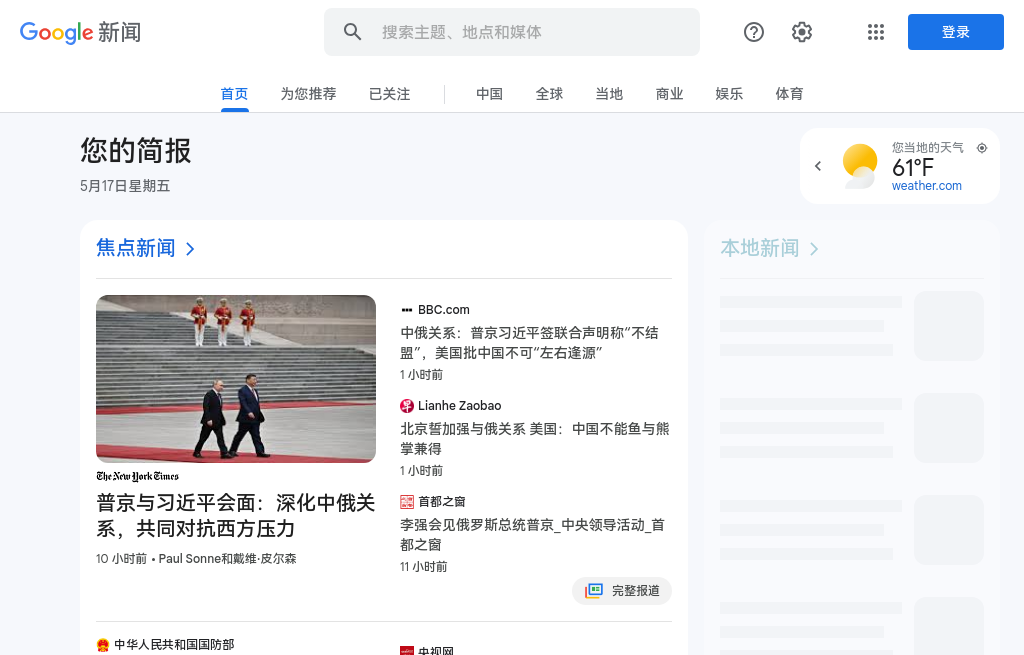 Google 新闻
搜索主题、地点和媒体
登录
首页
为您推荐
已关注
中国
全球
当地
商业
娱乐
体育
您的简报
5月17日星期五
您当地的天气
61°F
weather.com
焦点新闻
The New York Times
普京与习近平会面：深化中俄关
系，共同对抗西方压力
10 小时前 • Paul Sonne和戴维·皮尔森
BBC.com
中俄关系：普京习近平签联合声明称“不结
盟”，美国批中国不可“左右逢源”
1 小时前
Lianhe Zaobao
北京誓加强与俄关系 美国：中国不能鱼与熊
掌兼得
1 小时前
首都之窗
李强会见俄罗斯总统普京_中央领导活动_首
都之窗
11 小时前
完整报道
中华人民共和国国防部
央视网
本地新闻